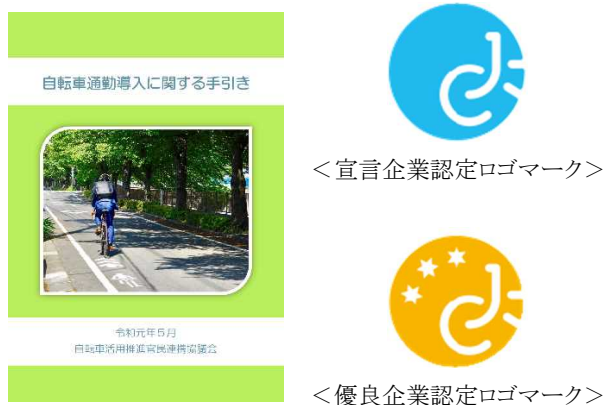 自転車通勤導入に関する手引き
令和元年5月
自転車活用推進官民連携協議会
＜宣言企業認定ロゴマーク＞
＜優良企業認定ロゴマーク＞